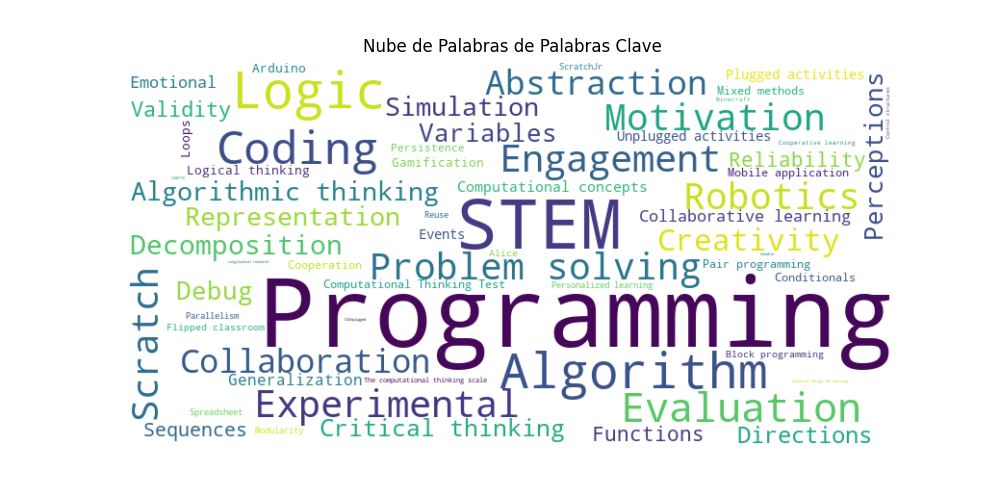 Nube de Palabras de Palabras Clave
Arduino
ScratchJr
Emotional
Logic
Abstraction
Plugged activities
Perceptions
Mixed methods
Minecraft
Control structures
Validity
Simulation
Motivation
Loops
Coding
Variables
Unplugged activities
Cooperative learning
Persistence
Engagement
Gamification
Reliability
Logical thinking
Mobile application
Algorithmic thinking
Computational concepts
Robotics
Representation
Reuse
STEM
Collaborative learning
Events
Creativity
Decomposition
Alice
Longitudinal research
Cooperation
Problem solving
Pair programming
Scratch
Debug
Computational Thinking Test
Personalized learning
Conditionals
Programming
Parallelism
Flipped classroom
CSUnplugged
Collaboration
Algorithm
Block programming
Generalization
The computational thinking scale
Experimental
Evaluation
Spreadsheet
Sequences
Modularity
Critical thinking
Functions
Directions